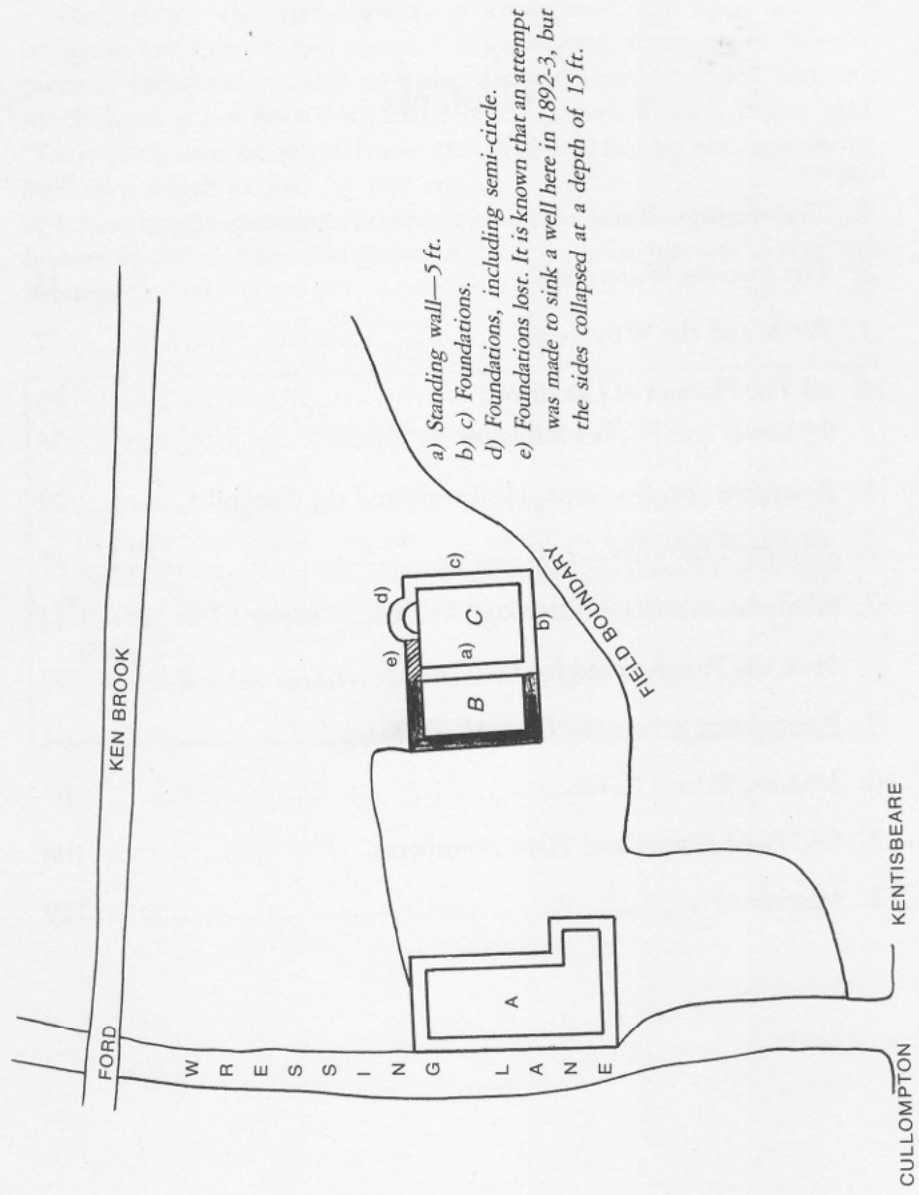 KEN BROOK
FORD
WRESSING LANE
A
B
C
a)
b)
c)
d)
e)
FIELD BOUNDARY
CULLOMPTON
KENTISBEARE
a) Standing wall—5 ft.
b) c) Foundations.
d) Foundations, including semi-circle.
e) Foundations lost. It is known that an attempt
was made to sink a well here in 1892-3, but
the sides collapsed at a depth of 15 ft.